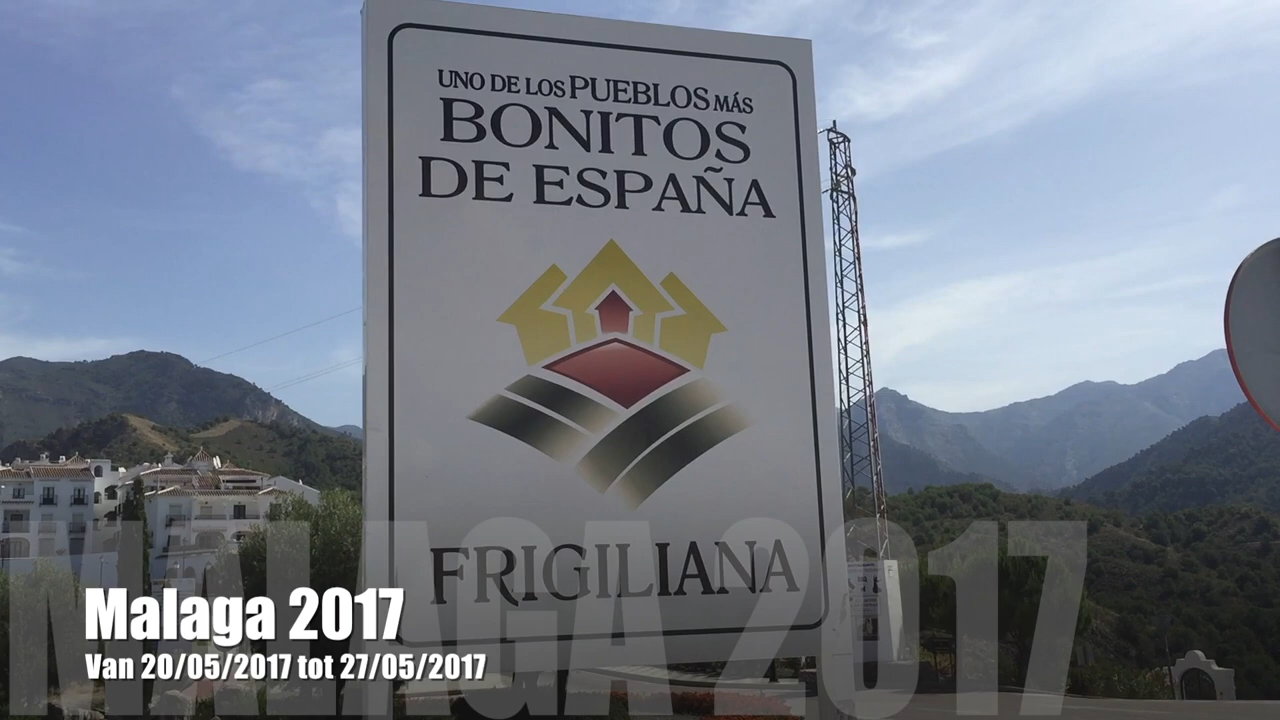 UNO DE LOS PUEBLOS MÁS
BONITOS
DE ESPAÑA
FRIGILIANA
MALAGA 2017
Malaga 2017
Van 20/05/2017 tot 27/05/2017